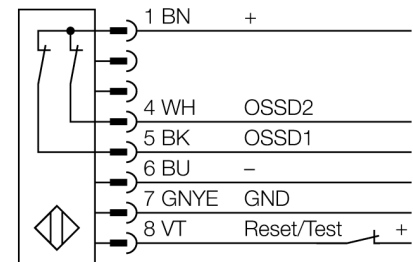 1 BN +
4 WH OSSD2
5 BK OSSD1
6 BU –
7 GNYE GND
8 VT Reset/Test +